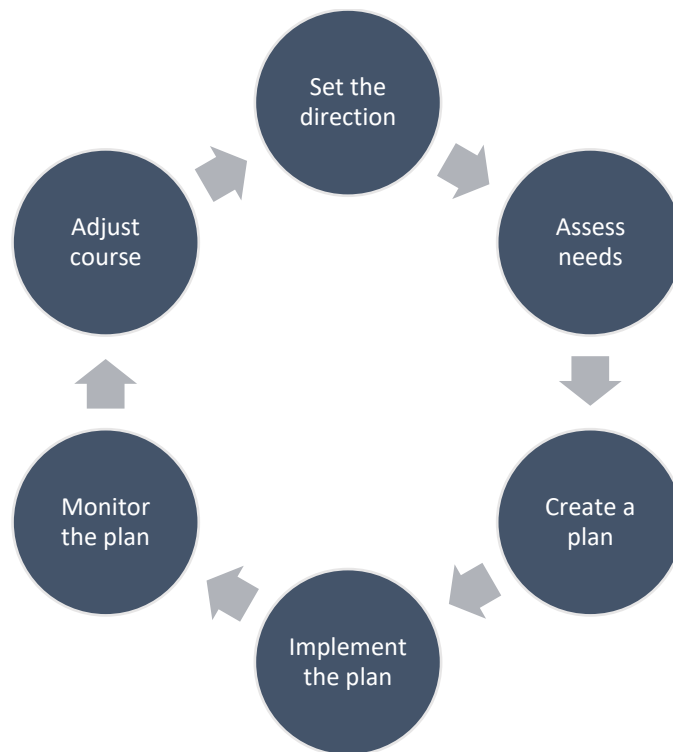 Set the
direction
Assess
needs
Create a
plan
Implement
the plan
Monitor
the plan
Adjust
course